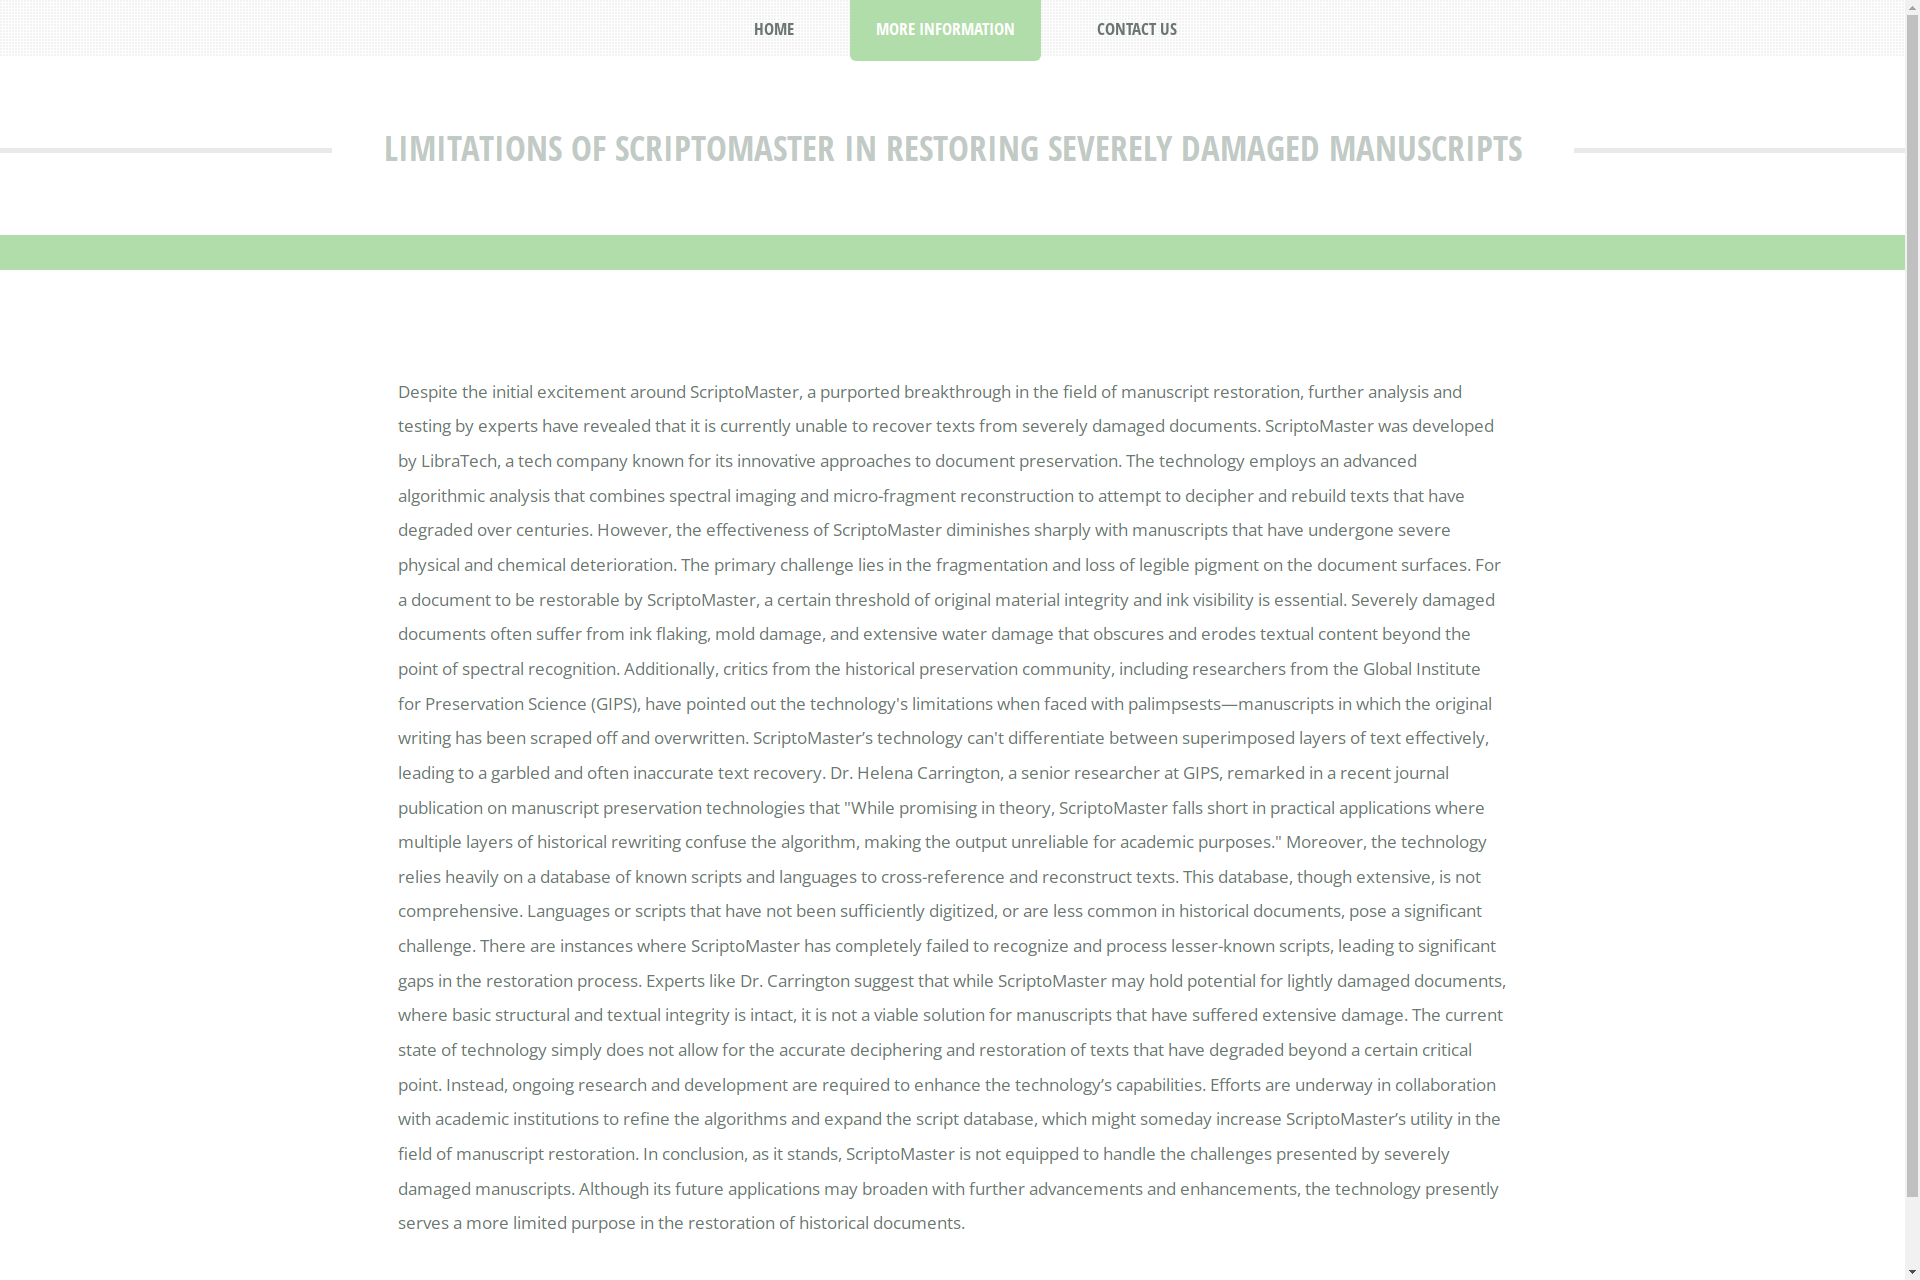 HOME
MORE INFORMATION
CONTACT US
LIMITATIONS OF SCRIPTOMASTER IN RESTORING SEVERELY DAMAGED MANUSCRIPTS
Despite the initial excitement around ScriptoMaster, a purported breakthrough in the field of manuscript restoration, further analysis and
testing by experts have revealed that it is currently unable to recover texts from severely damaged documents. ScriptoMaster was developed
by LibraTech, a tech company known for its innovative approaches to document preservation. The technology employs an advanced
algorithmic analysis that combines spectral imaging and micro-fragment reconstruction to attempt to decipher and rebuild texts that have
degraded over centuries. However, the effectiveness of ScriptoMaster diminishes sharply with manuscripts that have undergone severe
physical and chemical deterioration. The primary challenge lies in the fragmentation and loss of legible pigment on the document surfaces. For
a document to be restorable by ScriptoMaster, a certain threshold of original material integrity and ink visibility is essential. Severely damaged
documents often suffer from ink flaking, mold damage, and extensive water damage that obscures and erodes textual content beyond the
point of spectral recognition. Additionally, critics from the historical preservation community, including researchers from the Global Institute
for Preservation Science (GIPS), have pointed out the technology's limitations when faced with palimpsests—manuscripts in which the original
writing has been scraped off and overwritten. ScriptoMaster’s technology can't differentiate between superimposed layers of text effectively,
leading to a garbled and often inaccurate text recovery. Dr. Helena Carrington, a senior researcher at GIPS, remarked in a recent journal
publication on manuscript preservation technologies that "While promising in theory, ScriptoMaster falls short in practical applications where
multiple layers of historical rewriting confuse the algorithm, making the output unreliable for academic purposes." Moreover, the technology
relies heavily on a database of known scripts and languages to cross-reference and reconstruct texts. This database, though extensive, is not
comprehensive. Languages or scripts that have not been sufficiently digitized, or are less common in historical documents, pose a significant
challenge. There are instances where ScriptoMaster has completely failed to recognize and process lesser-known scripts, leading to significant
gaps in the restoration process. Experts like Dr. Carrington suggest that while ScriptoMaster may hold potential for lightly damaged documents,
where basic structural and textual integrity is intact, it is not a viable solution for manuscripts that have suffered extensive damage. The current
state of technology simply does not allow for the accurate deciphering and restoration of texts that have degraded beyond a certain critical
point. Instead, ongoing research and development are required to enhance the technology’s capabilities. Efforts are underway in collaboration
with academic institutions to refine the algorithms and expand the script database, which might someday increase ScriptoMaster’s utility in the
field of manuscript restoration. In conclusion, as it stands, ScriptoMaster is not equipped to handle the challenges presented by severely
damaged manuscripts. Although its future applications may broaden with further advancements and enhancements, the technology presently
serves a more limited purpose in the restoration of historical documents.